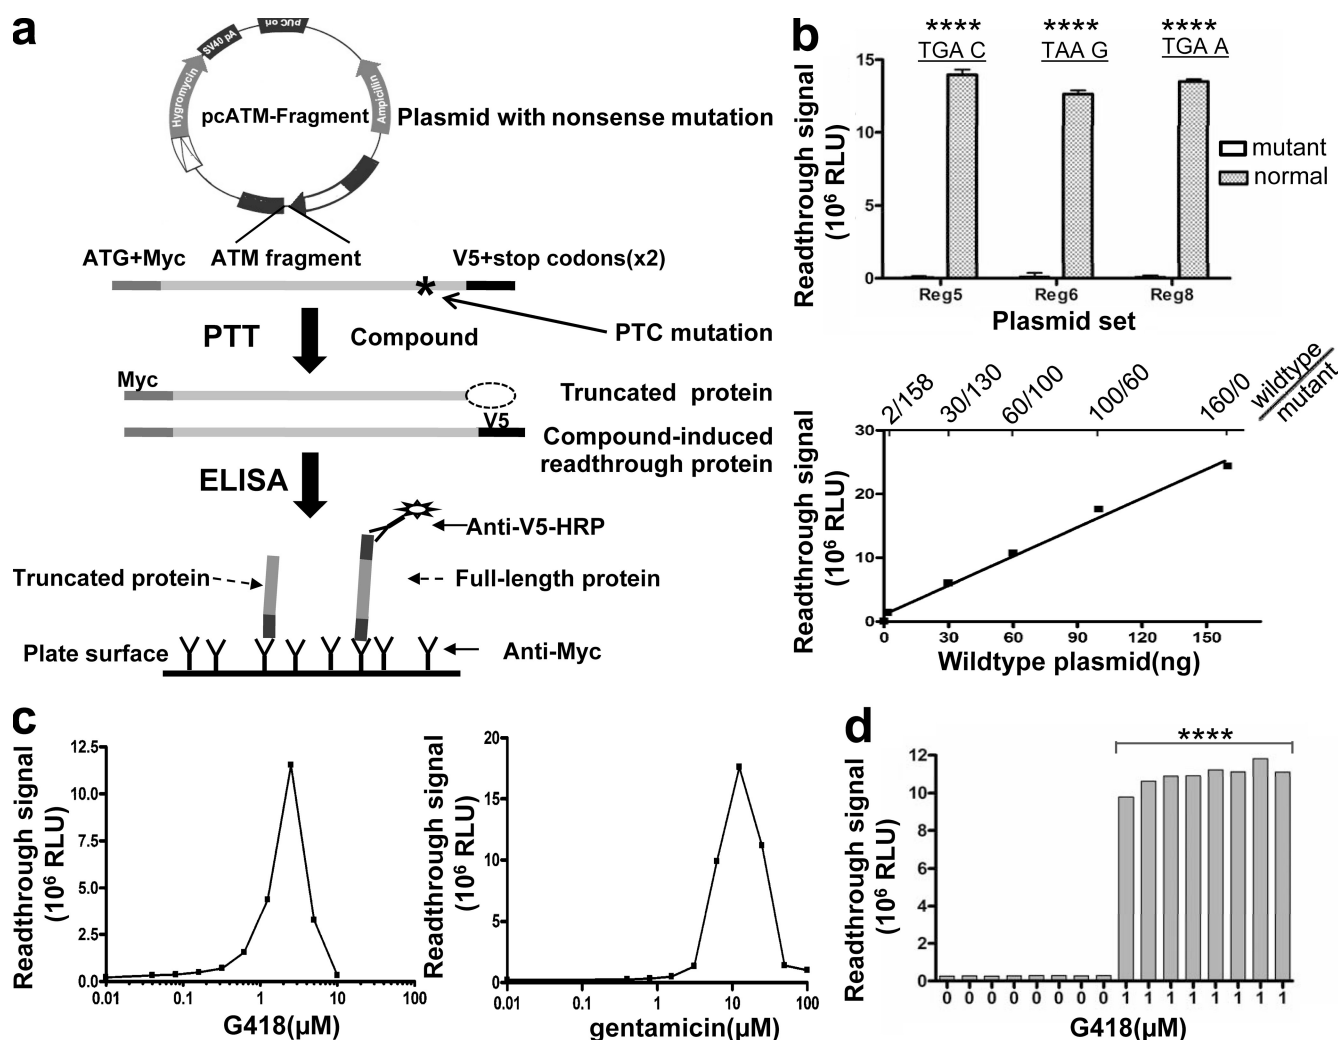 a
pUC ori
SV40 pA
Hygromycin
Ampicillin
pcATM-Fragment
Plasmid with nonsense mutation
ATG+Myc
ATM fragment
V5+stop codons(x2)
*
PTT
Compound
PTC mutation
Myc
Truncated protein
V5
Compound-induced
readthrough protein
ELISA
Anti-V5-HRP
Truncated protein
Full-length protein
Plate surface
Anti-Myc
b
**** **** ****
TGA C TAA G TGA A
Readthrough signal
(10⁶ RLU)
15
10
5
0
mutant
normal
Reg5 Reg6 Reg8
Plasmid set
2/158 30/130 60/100 100/60 160/0
wildtype
mutant
Readthrough signal
(10⁶ RLU)
30
20
10
0
0 30 60 90 120 150
Wildtype plasmid(ng)
c
Readthrough signal
(10⁶ RLU)
12.5
10.0
7.5
5.0
2.5
0.0
0.01 0.1 1 10 100
G418(µM)
Readthrough signal
(10⁶ RLU)
20
15
10
5
0
0.01 0.1 1 10 100
gentamicin(µM)
d
****
Readthrough signal
(10⁶ RLU)
12
10
8
6
4
2
0
0 0 0 0 0 0 0 0 1 1 1 1 1 1 1 1
G418(µM)